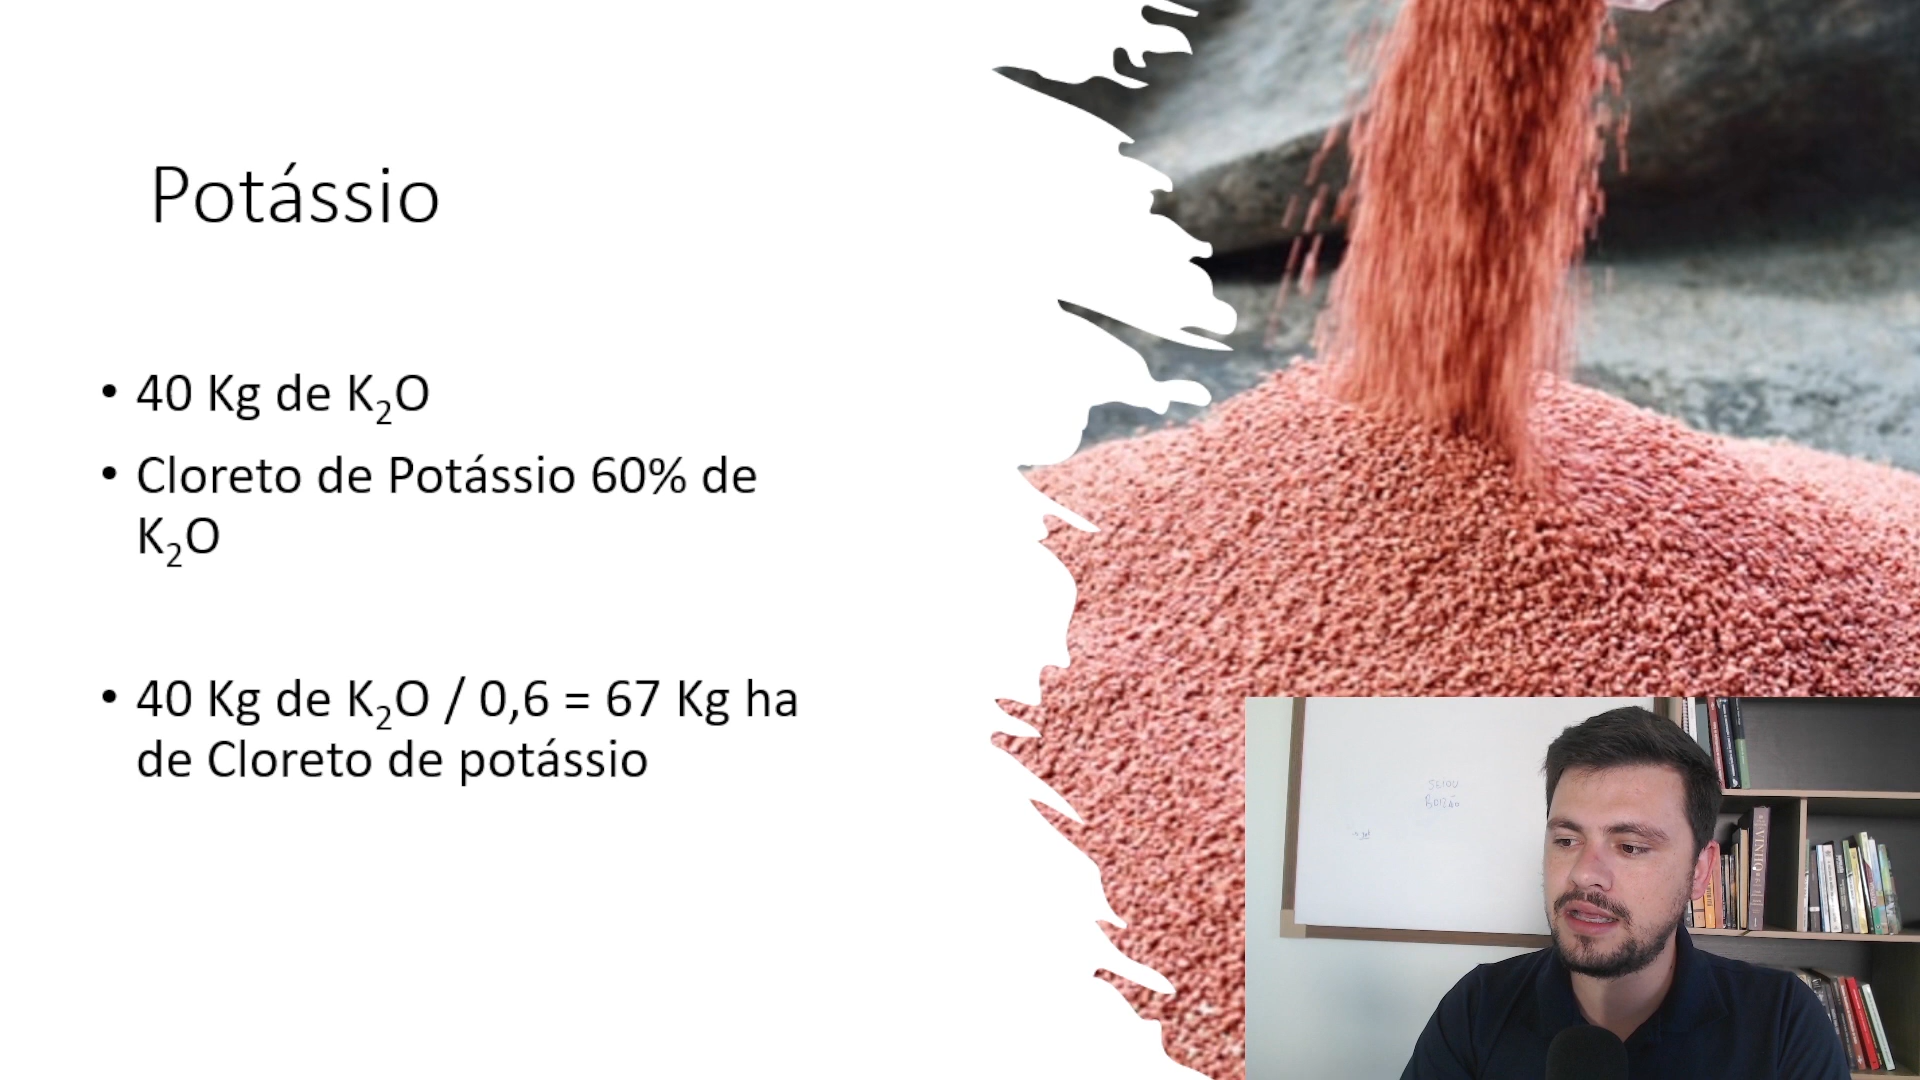 Potássio
• 40 Kg de K₂O
• Cloreto de Potássio 60% de
K₂O
• 40 Kg de K₂O / 0,6 = 67 Kg ha
de Cloreto de potássio
VINHO